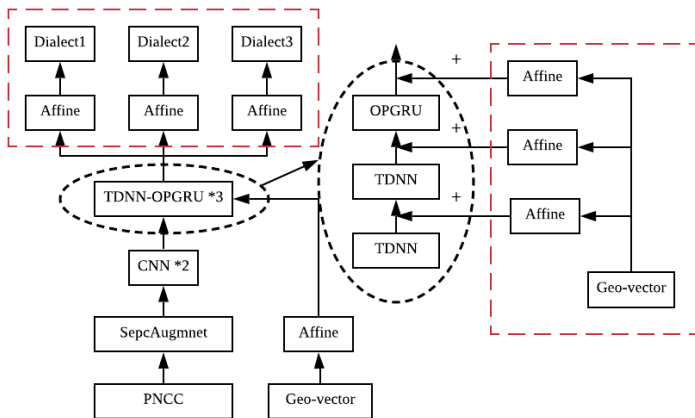 Dialect1 Dialect2 Dialect3
Affine Affine Affine
TDNN-OPGRU *3
CNN *2
SepcAugmnet
PNCC
Affine
Geo-vector
+
OPGRU
+
TDNN
+
TDNN
Affine
Affine
Affine
Geo-vector